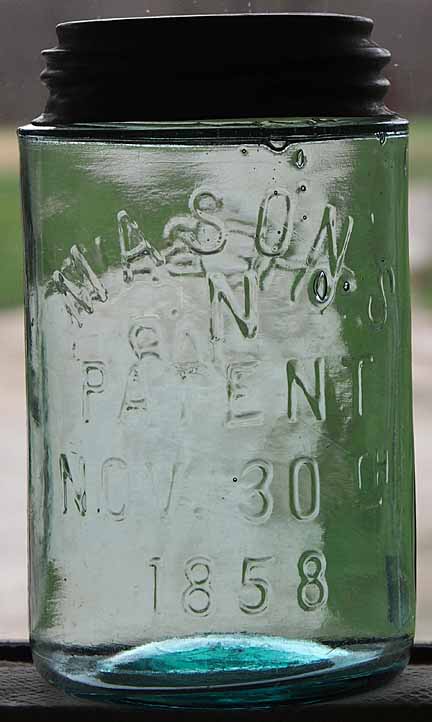 MASON'S
N
PATENT
NOV. 30TH
1858